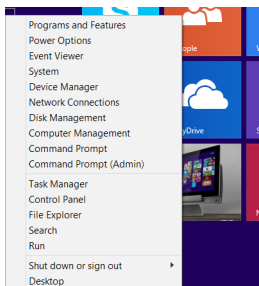 Programs and Features
Power Options
Event Viewer
System
Device Manager
Network Connections
Disk Management
Computer Management
Command Prompt
Command Prompt (Admin)
Task Manager
Control Panel
File Explorer
Search
Run
Shut down or sign out
Desktop